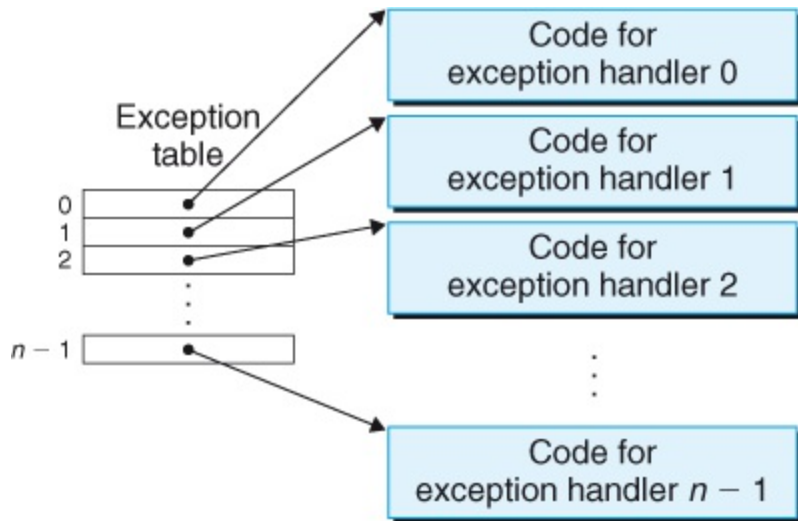 Code for
exception handler 0
Exception
table
Code for
exception handler 1
0
1
2
Code for
exception handler 2
n − 1
Code for
exception handler n − 1